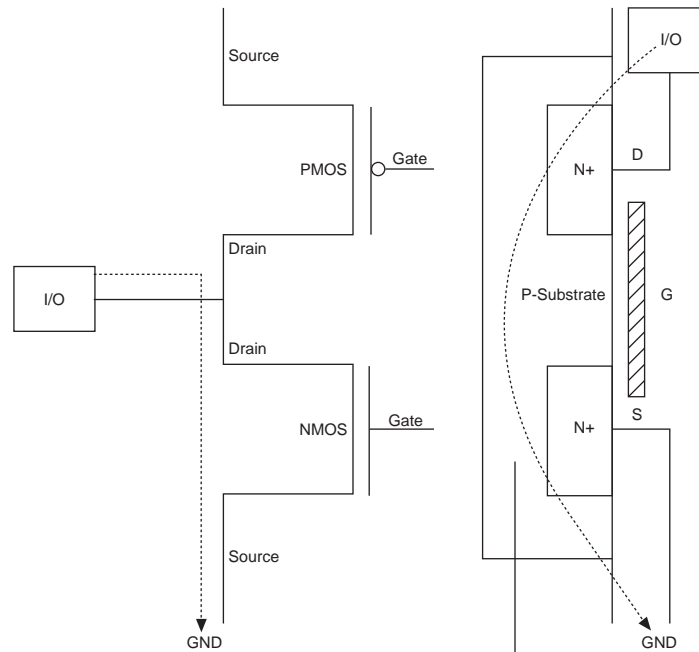 Source
PMOS
Gate
Drain
I/O
Drain
NMOS
Gate
Source
GND
I/O
D
N+
P-Substrate
G
S
N+
GND